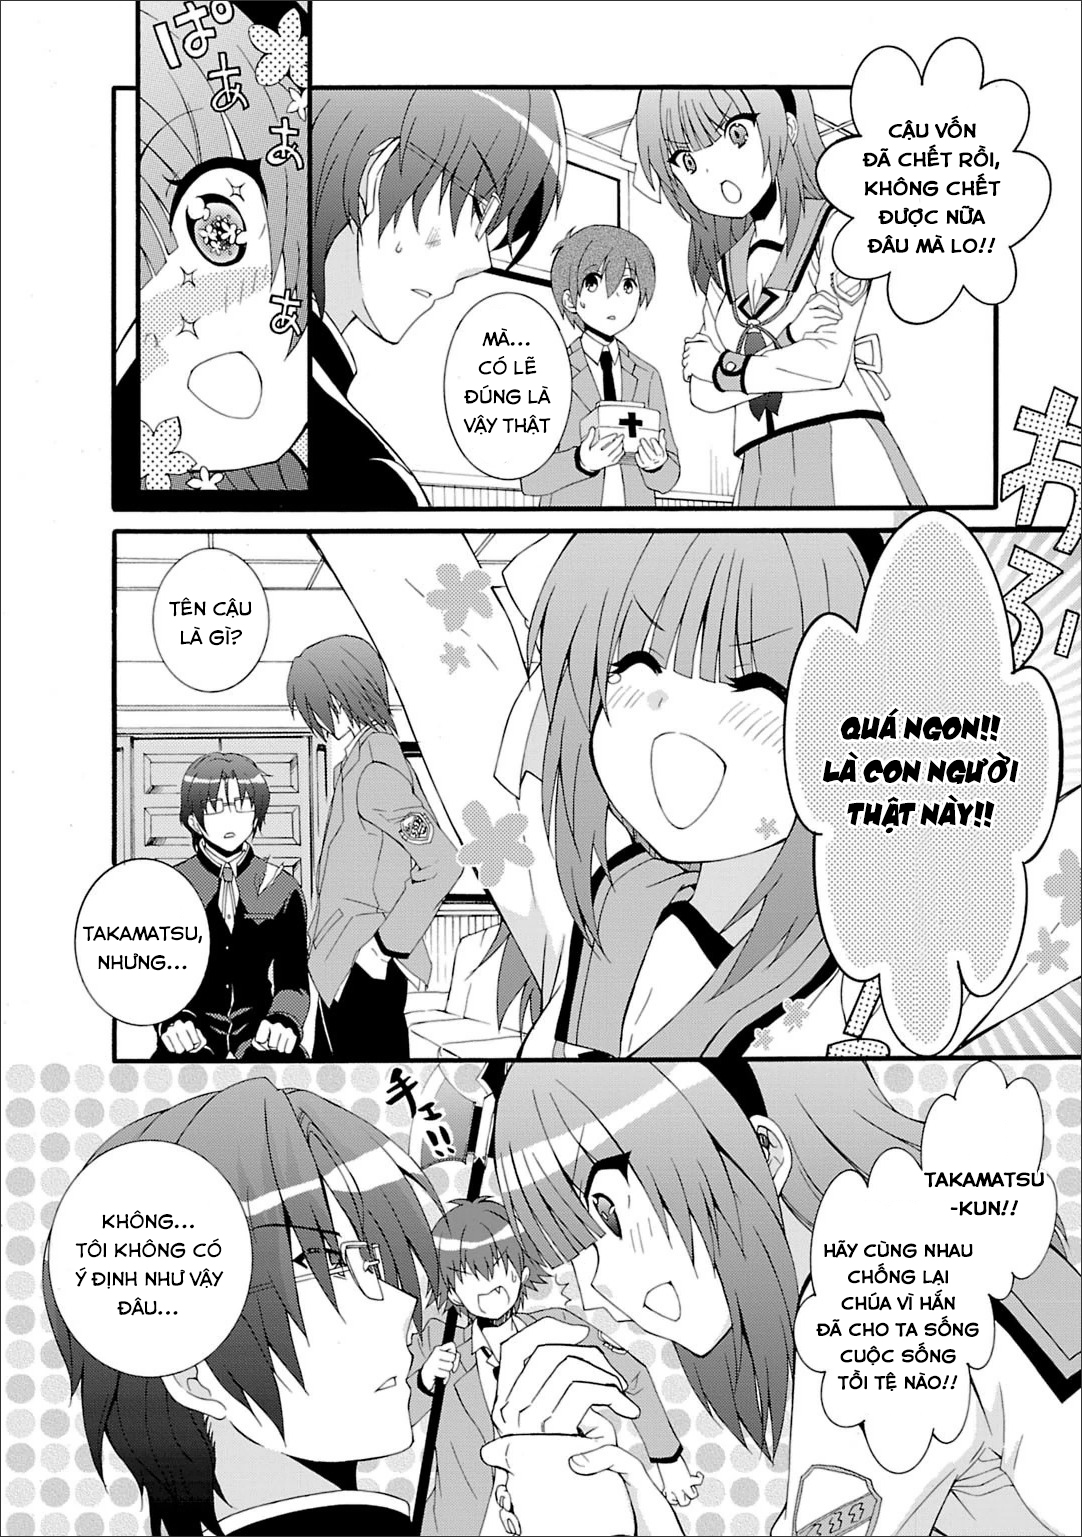 CẬU VỐN
ĐÃ CHẾT RỒI,
KHÔNG CHẾT
ĐƯỢC NỮA
ĐÂU MÀ LO!!
MÀ...
CÓ LẼ
ĐÚNG LÀ
VẬY THẬT
ぱぁぁぁぁ
QUÁ NGON!!
LÀ CON NGƯỜI
THẬT NÀY!!
TÊN CẬU
LÀ GÌ?
TAKAMATSU,
NHƯNG...
TAKAMATSU
-KUN!!
HÃY CÙNG NHAU
CHỐNG LẠI
CHÚA VÌ HẮN
ĐÃ CHO TA SỐNG
CUỘC SỐNG
TỒI TỆ NÀO!!
チェ!!
KHÔNG...
TÔI KHÔNG CÓ
Ý ĐỊNH NHƯ VẬY
ĐÂU...